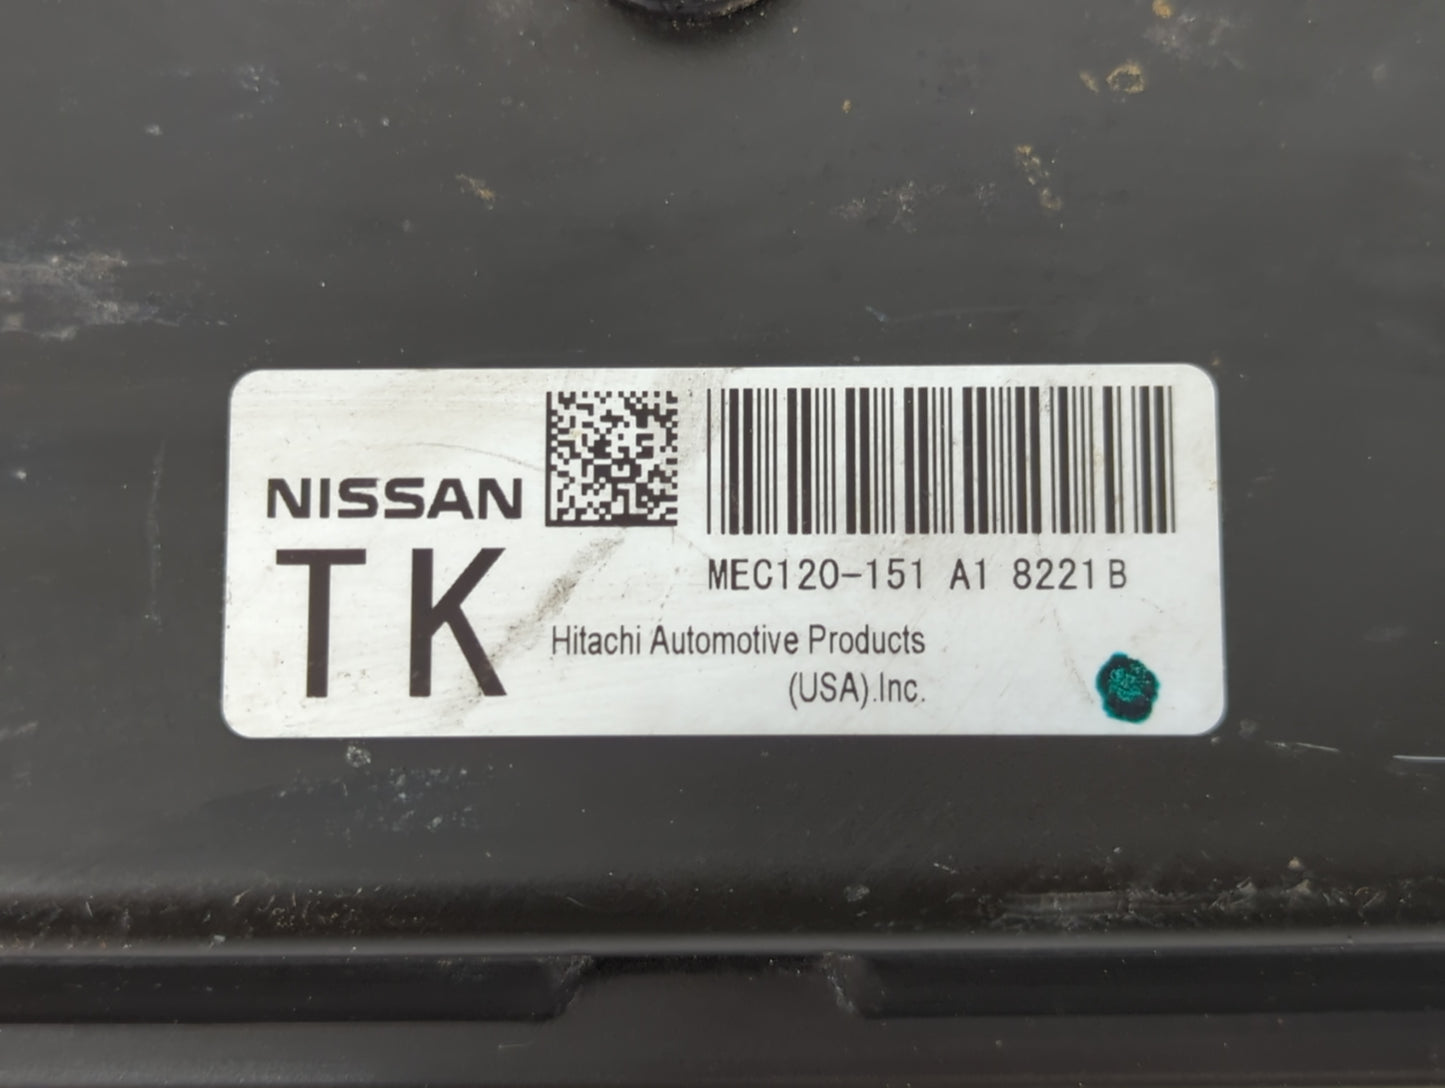 NISSAN
TK
MEC120-151 A1 8221B
Hitachi Automotive Products
(USA).Inc.